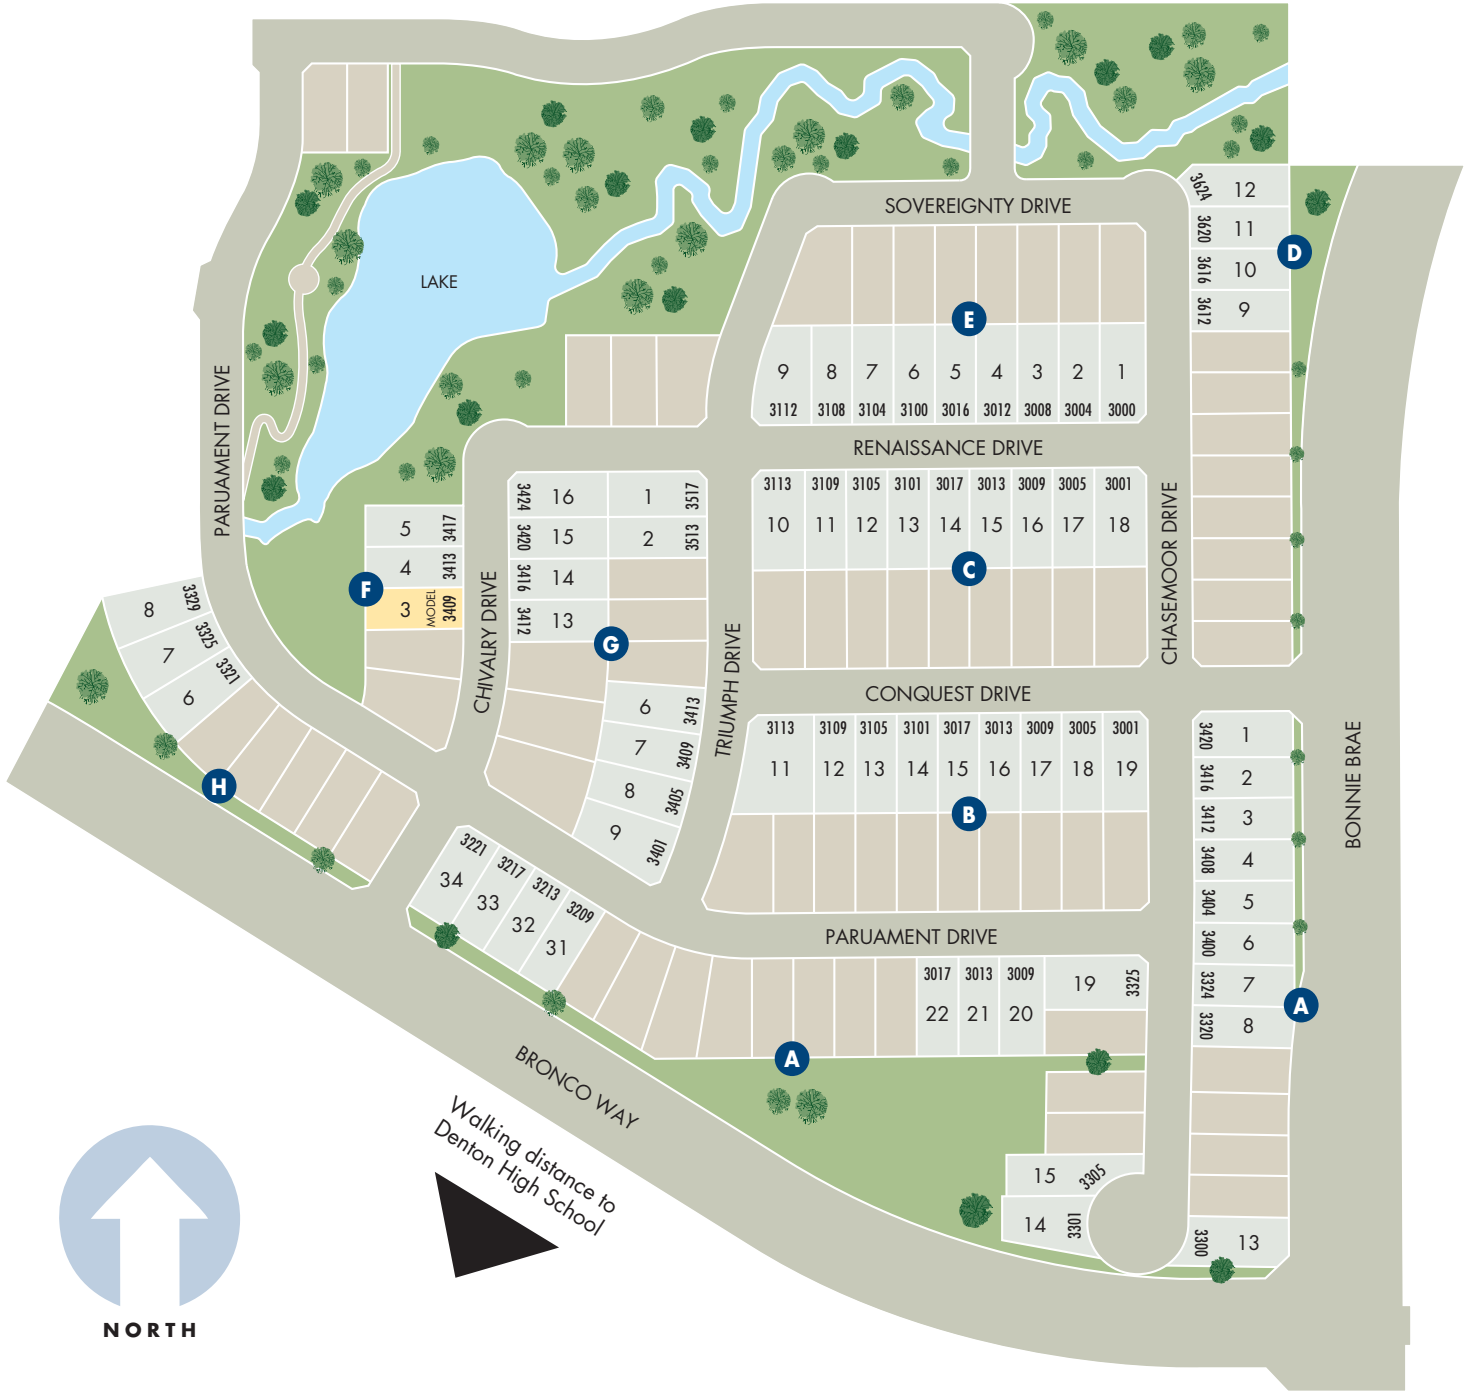 SOVEREIGNTY DRIVE
3624 12
3620 11
3616 10
3612 9
D
LAKE
E
9 8 7 6 5 4 3 2 1
3112 3108 3104 3100 3016 3012 3008 3004 3000
PARUAMENT DRIVE
RENAISSANCE DRIVE
3424 16 1 3517
3420 15 2 3513
3416 14
3412 13
G
6 3413
7 3409
8 3405
9 3401
3113 3109 3105 3101 3017 3013 3009 3005 3001
10 11 12 13 14 15 16 17 18
C
CHASEMOOR DRIVE
5 3417
4 3413
3 MODEL 3409
F
CHIVALRY DRIVE
TRIUMPH DRIVE
8 3329
7 3325
6 3321
H
CONQUEST DRIVE
3113 3109 3105 3101 3017 3013 3009 3005 3001
11 12 13 14 15 16 17 18 19
B
3420 1
3416 2
3412 3
3408 4
3404 5
3400 6
3324 7
3320 8
A
BONNIE BRAE
3221 3217 3213 3209
34 33 32 31
PARUAMENT DRIVE
3017 3013 3009
22 21 20
19 3325
A
BRONCO WAY
15 3305
14 3301
3300 13
Walking distance to
Denton High School
NORTH